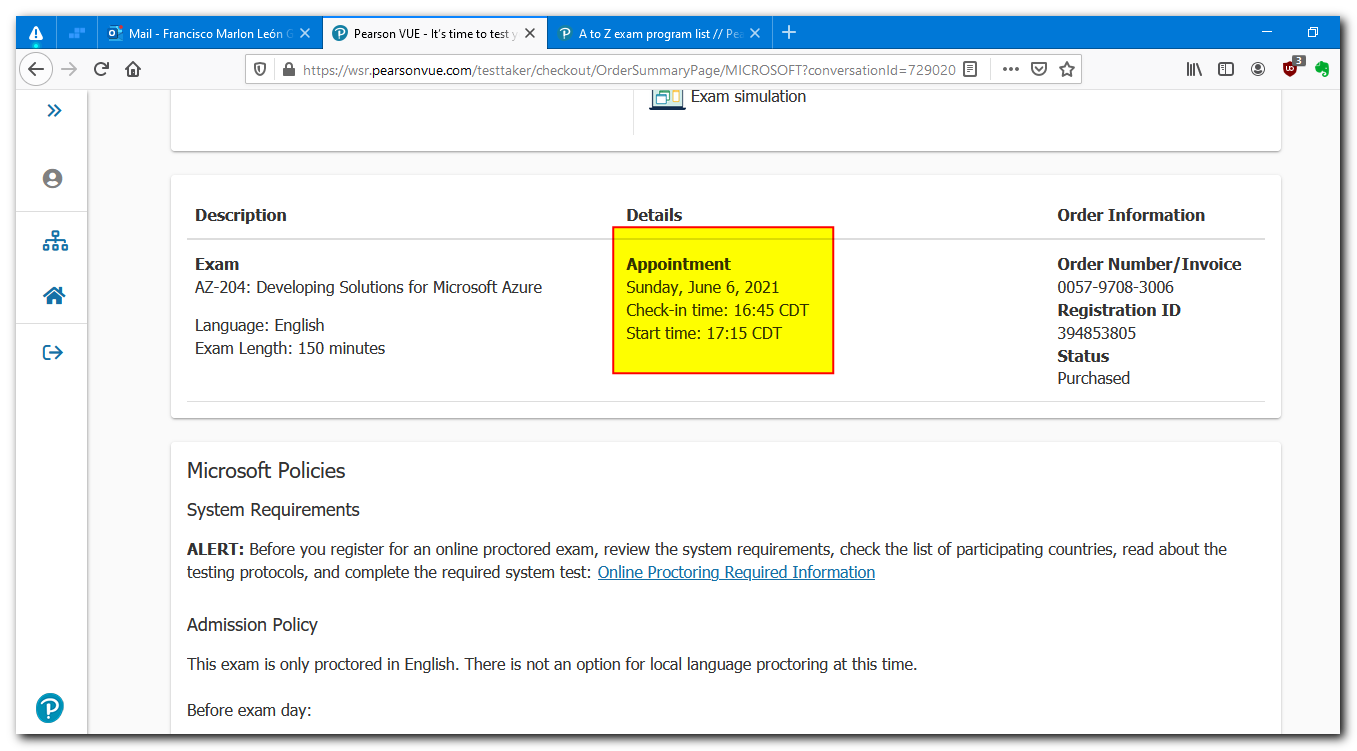 Mail - Francisco Marlon León G
Pearson VUE - It's time to test y
A to Z exam program list // Pea
https://wsr.pearsonvue.com/testtaker/checkout/OrderSummaryPage/MICROSOFT?conversationId=729020
3
Exam simulation
Description
Details
Order Information
Exam
AZ-204: Developing Solutions for Microsoft Azure
Language: English
Exam Length: 150 minutes
Appointment
Sunday, June 6, 2021
Check-in time: 16:45 CDT
Start time: 17:15 CDT
Order Number/Invoice
0057-9708-3006
Registration ID
394853805
Status
Purchased
Microsoft Policies
System Requirements
ALERT: Before you register for an online proctored exam, review the system requirements, check the list of participating countries, read about the
testing protocols, and complete the required system test: Online Proctoring Required Information
Admission Policy
This exam is only proctored in English. There is not an option for local language proctoring at this time.
Before exam day: